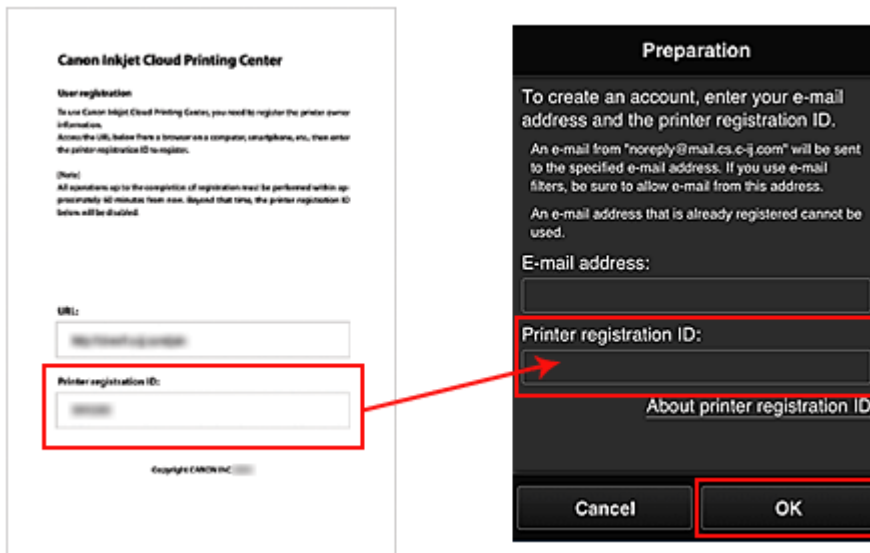 Canon Inkjet Cloud Printing Center
User registration
To use Canon Inkjet Cloud Printing Center, you need to register the printer owner
information.
Access the URL below from a browser on a computer, smartphone, etc., then enter
the printer registration ID to register.
[Note]
All operations up to the completion of registration must be performed within ap-
proximately 60 minutes from now. Beyond that time, the printer registration ID
below will be disabled.
URL:
Printer registration ID:
Copyright CANON INC
Preparation
To create an account, enter your e-mail
address and the printer registration ID.
An e-mail from "noreply@mail.cs.c-ij.com" will be sent
to the specified e-mail address. If you use e-mail
filters, be sure to allow e-mail from this address.
An e-mail address that is already registered cannot be
used.
E-mail address:
Printer registration ID:
About printer registration ID
Cancel
OK